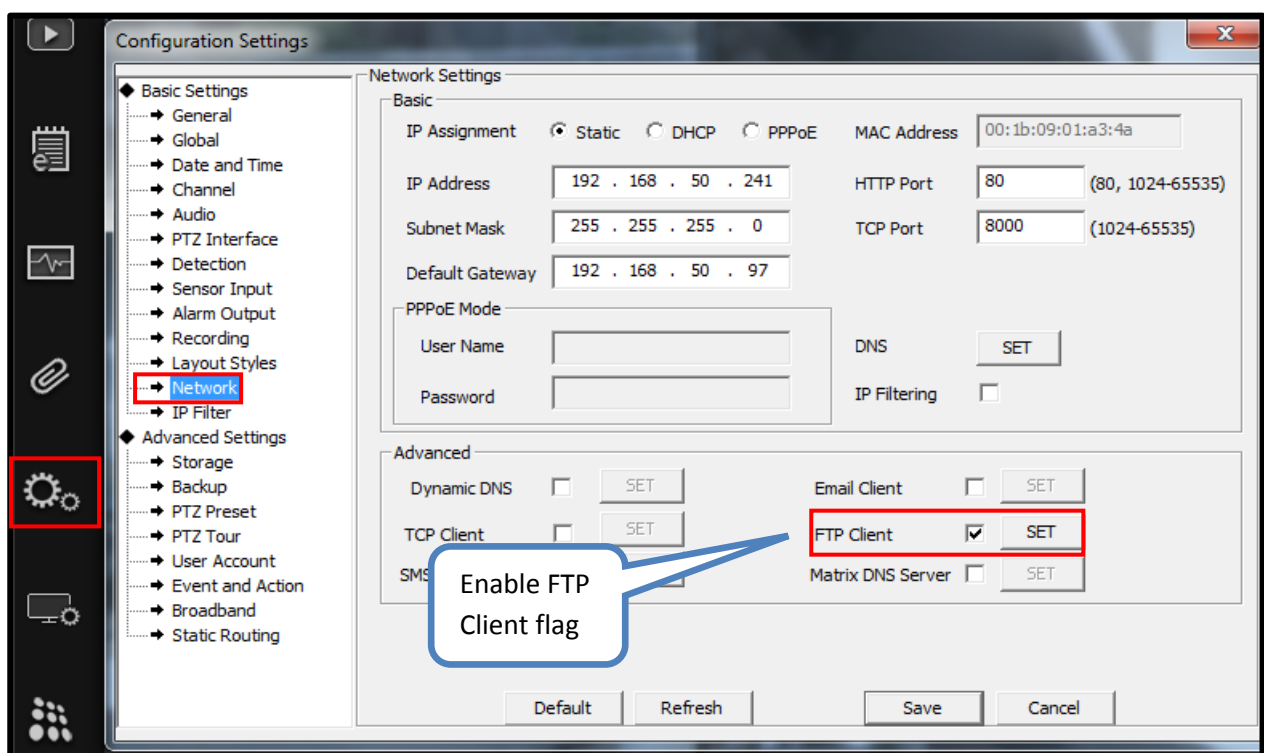 Configuration Settings
X
Basic Settings
General
Global
Date and Time
Channel
Audio
PTZ Interface
Detection
Sensor Input
Alarm Output
Recording
Layout Styles
Network
IP Filter
Advanced Settings
Storage
Backup
PTZ Preset
PTZ Tour
User Account
Event and Action
Broadband
Static Routing
Network Settings
Basic
IP Assignment Static DHCP PPPoE MAC Address 00:1b:09:01:a3:4a
IP Address 192 . 168 . 50 . 241 HTTP Port 80 (80, 1024-65535)
Subnet Mask 255 . 255 . 255 . 0 TCP Port 8000 (1024-65535)
Default Gateway 192 . 168 . 50 . 97
PPPoE Mode
User Name DNS SET
Password IP Filtering
Advanced
Dynamic DNS SET Email Client SET
TCP Client SET FTP Client SET
SMS Matrix DNS Server SET
Enable FTP
Client flag
Default Refresh Save Cancel